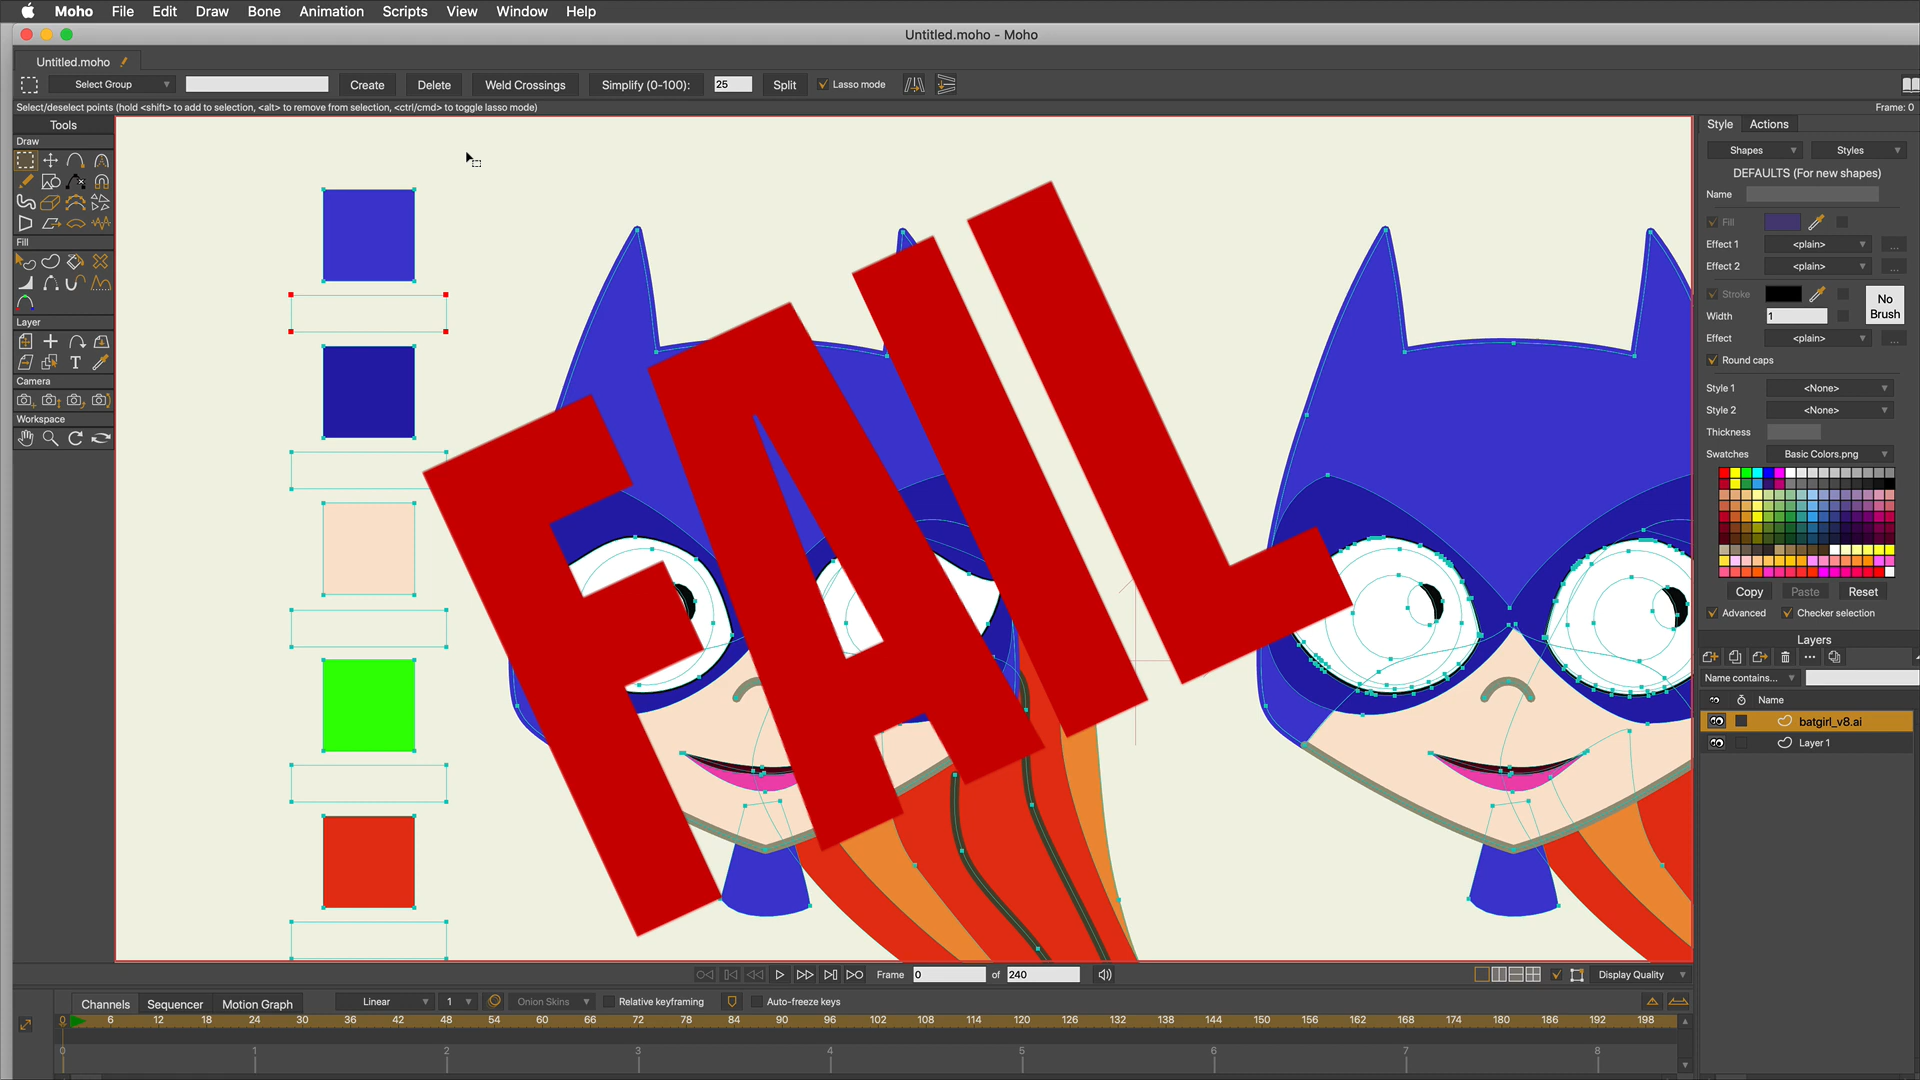 Moho File Edit Draw Bone Animation Scripts View Window Help
Untitled.moho - Moho
Untitled.moho
Select Group Create Delete Weld Crossings Simplify (0-100): 25 Split Lasso mode
Select/deselect points (hold <shift> to add to selection, <alt> to remove from selection, <ctrl/cmd> to toggle lasso mode) Frame: 0
Tools
Draw
Fill
Layer
Camera
Workspace
FAIL
Style Actions
Shapes Styles
DEFAULTS (For new shapes)
Name
Fill
Effect 1 <plain> ...
Effect 2 <plain> ...
Stroke
No Brush
Width 1
Effect <plain> ...
Round caps
Style 1 <None>
Style 2 <None>
Thickness
Swatches Basic Colors.png
Copy Paste Reset
Advanced Checker selection
Layers
Name contains...
Name
batgirl_v8.ai
Layer 1
Frame 0 of 240 Display Quality
Channels Sequencer Motion Graph Linear 1 Onion Skins Relative keyframing Auto-freeze keys
0 6 12 18 24 30 36 42 48 54 60 66 72 78 84 90 96 102 108 114 120 126 132 138 144 150 156 162 168 174 180 186 192 198
0 1 2 3 4 5 6 7 8